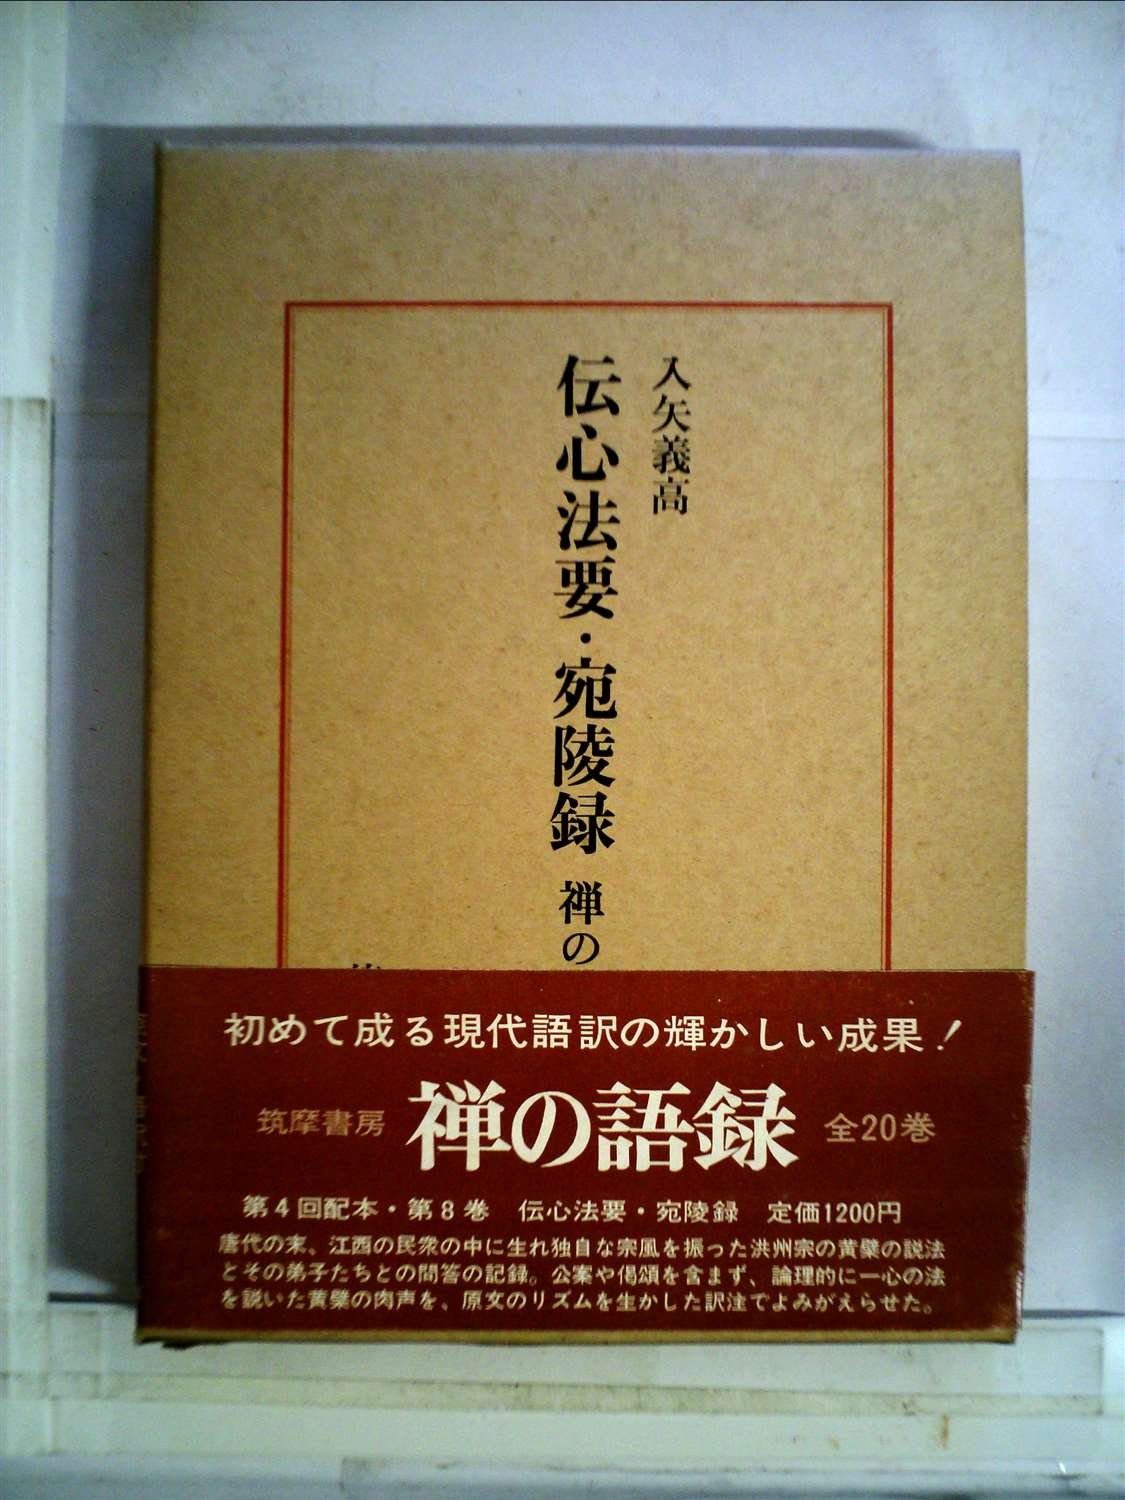 入矢義高
伝心法要・宛陵録 禅の
初めて成る現代語訳の輝かしい成果!
筑摩書房 禅の語録 全20巻
第4回配本・第8巻 伝心法要・宛陵録 定価1200円
唐代の末、江西の民衆の中に生れ独自な宗風を振った洪州宗の黄檗の説法
とその弟子たちとの問答の記録。公案や偈頌を含まず、論理的に一心の法
を説いた黄檗の肉声を、原文のリズムを生かした訳注でよみがえらせた。